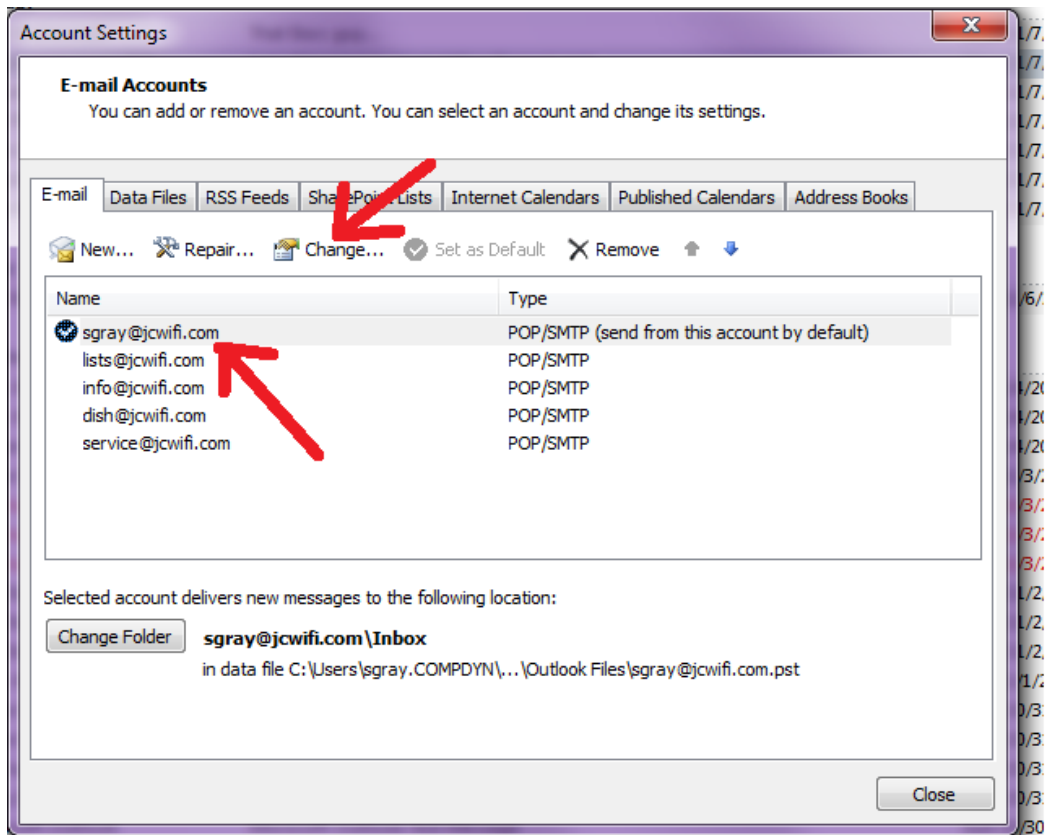 Account Settings
E-mail Accounts
You can add or remove an account. You can select an account and change its settings.
E-mail Data Files RSS Feeds SharePoint Lists Internet Calendars Published Calendars Address Books
New... Repair... Change... Set as Default Remove
Name Type
sgray@jcwifi.com POP/SMTP (send from this account by default)
lists@jcwifi.com POP/SMTP
info@jcwifi.com POP/SMTP
dish@jcwifi.com POP/SMTP
service@jcwifi.com POP/SMTP
Selected account delivers new messages to the following location:
Change Folder sgray@jcwifi.com\Inbox
in data file C:\Users\sgray.COMPDYN\...\Outlook Files\sgray@jcwifi.com.pst
Close